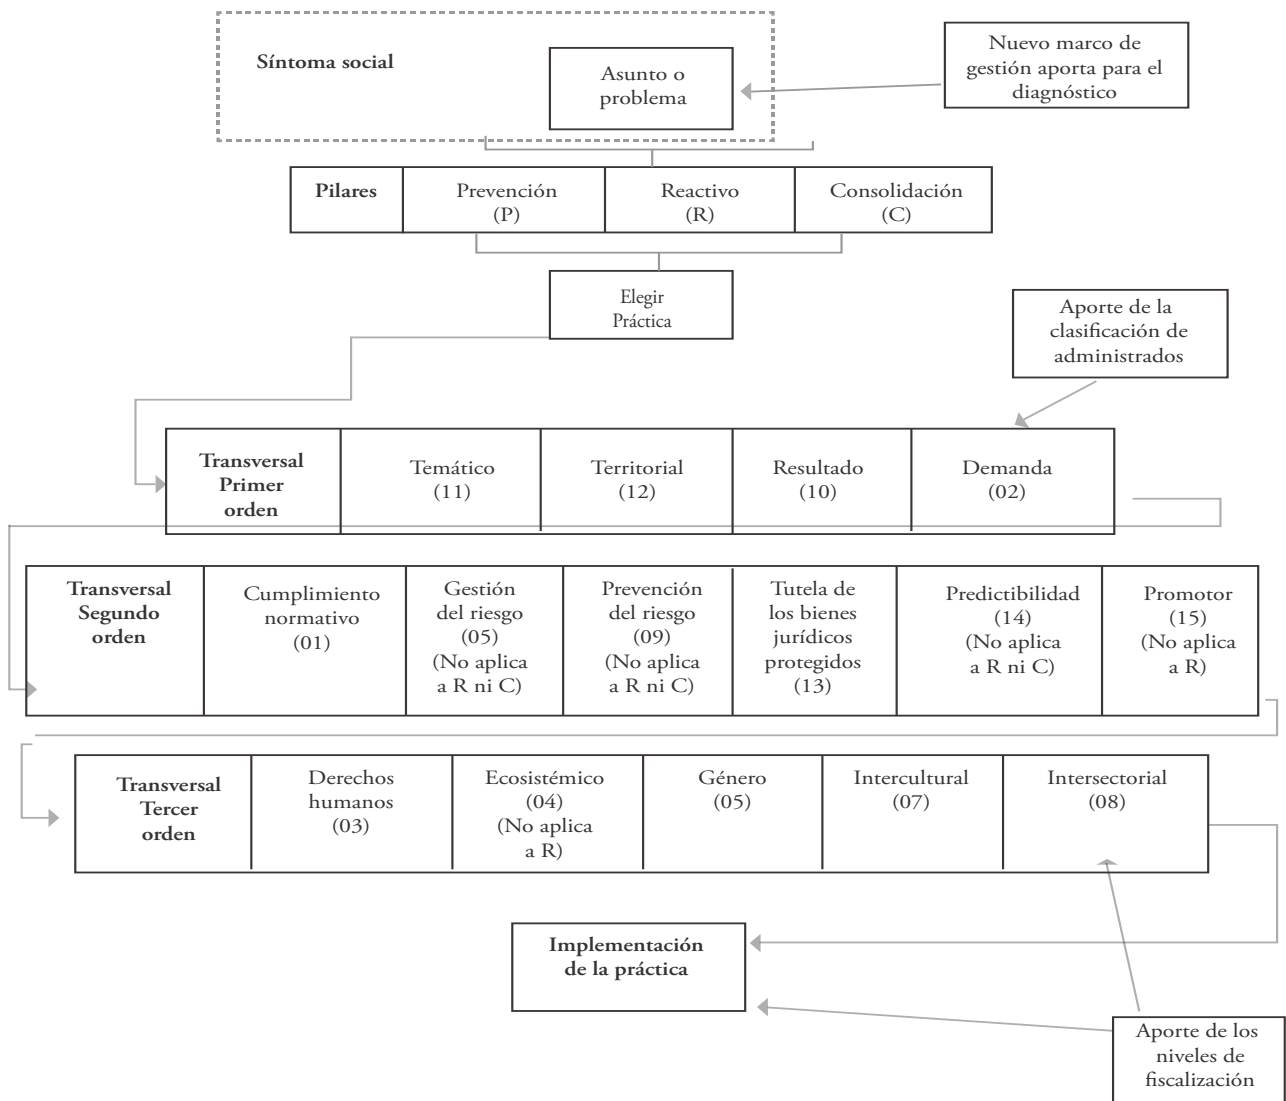 Síntoma social
Asunto o
problema
Nuevo marco de
gestión aporta para el
diagnóstico
Pilares
Prevención
(P)
Reactivo
(R)
Consolidación
(C)
Elegir
Práctica
Aporte de la
clasificación de
administrados
Transversal
Primer
orden
Temático
(11)
Territorial
(12)
Resultado
(10)
Demanda
(02)
Transversal
Segundo
orden
Cumplimiento
normativo
(01)
Gestión
del riesgo
(05)
(No aplica
a R ni C)
Prevención
del riesgo
(09)
(No aplica
a R ni C)
Tutela de
los bienes
jurídicos
protegidos
(13)
Predictibilidad
(14)
(No aplica
a R ni C)
Promotor
(15)
(No aplica
a R)
Transversal
Tercer
orden
Derechos
humanos
(03)
Ecosistémico
(04)
(No aplica
a R)
Género
(05)
Intercultural
(07)
Intersectorial
(08)
Implementación
de la práctica
Aporte de los
niveles de
fiscalización